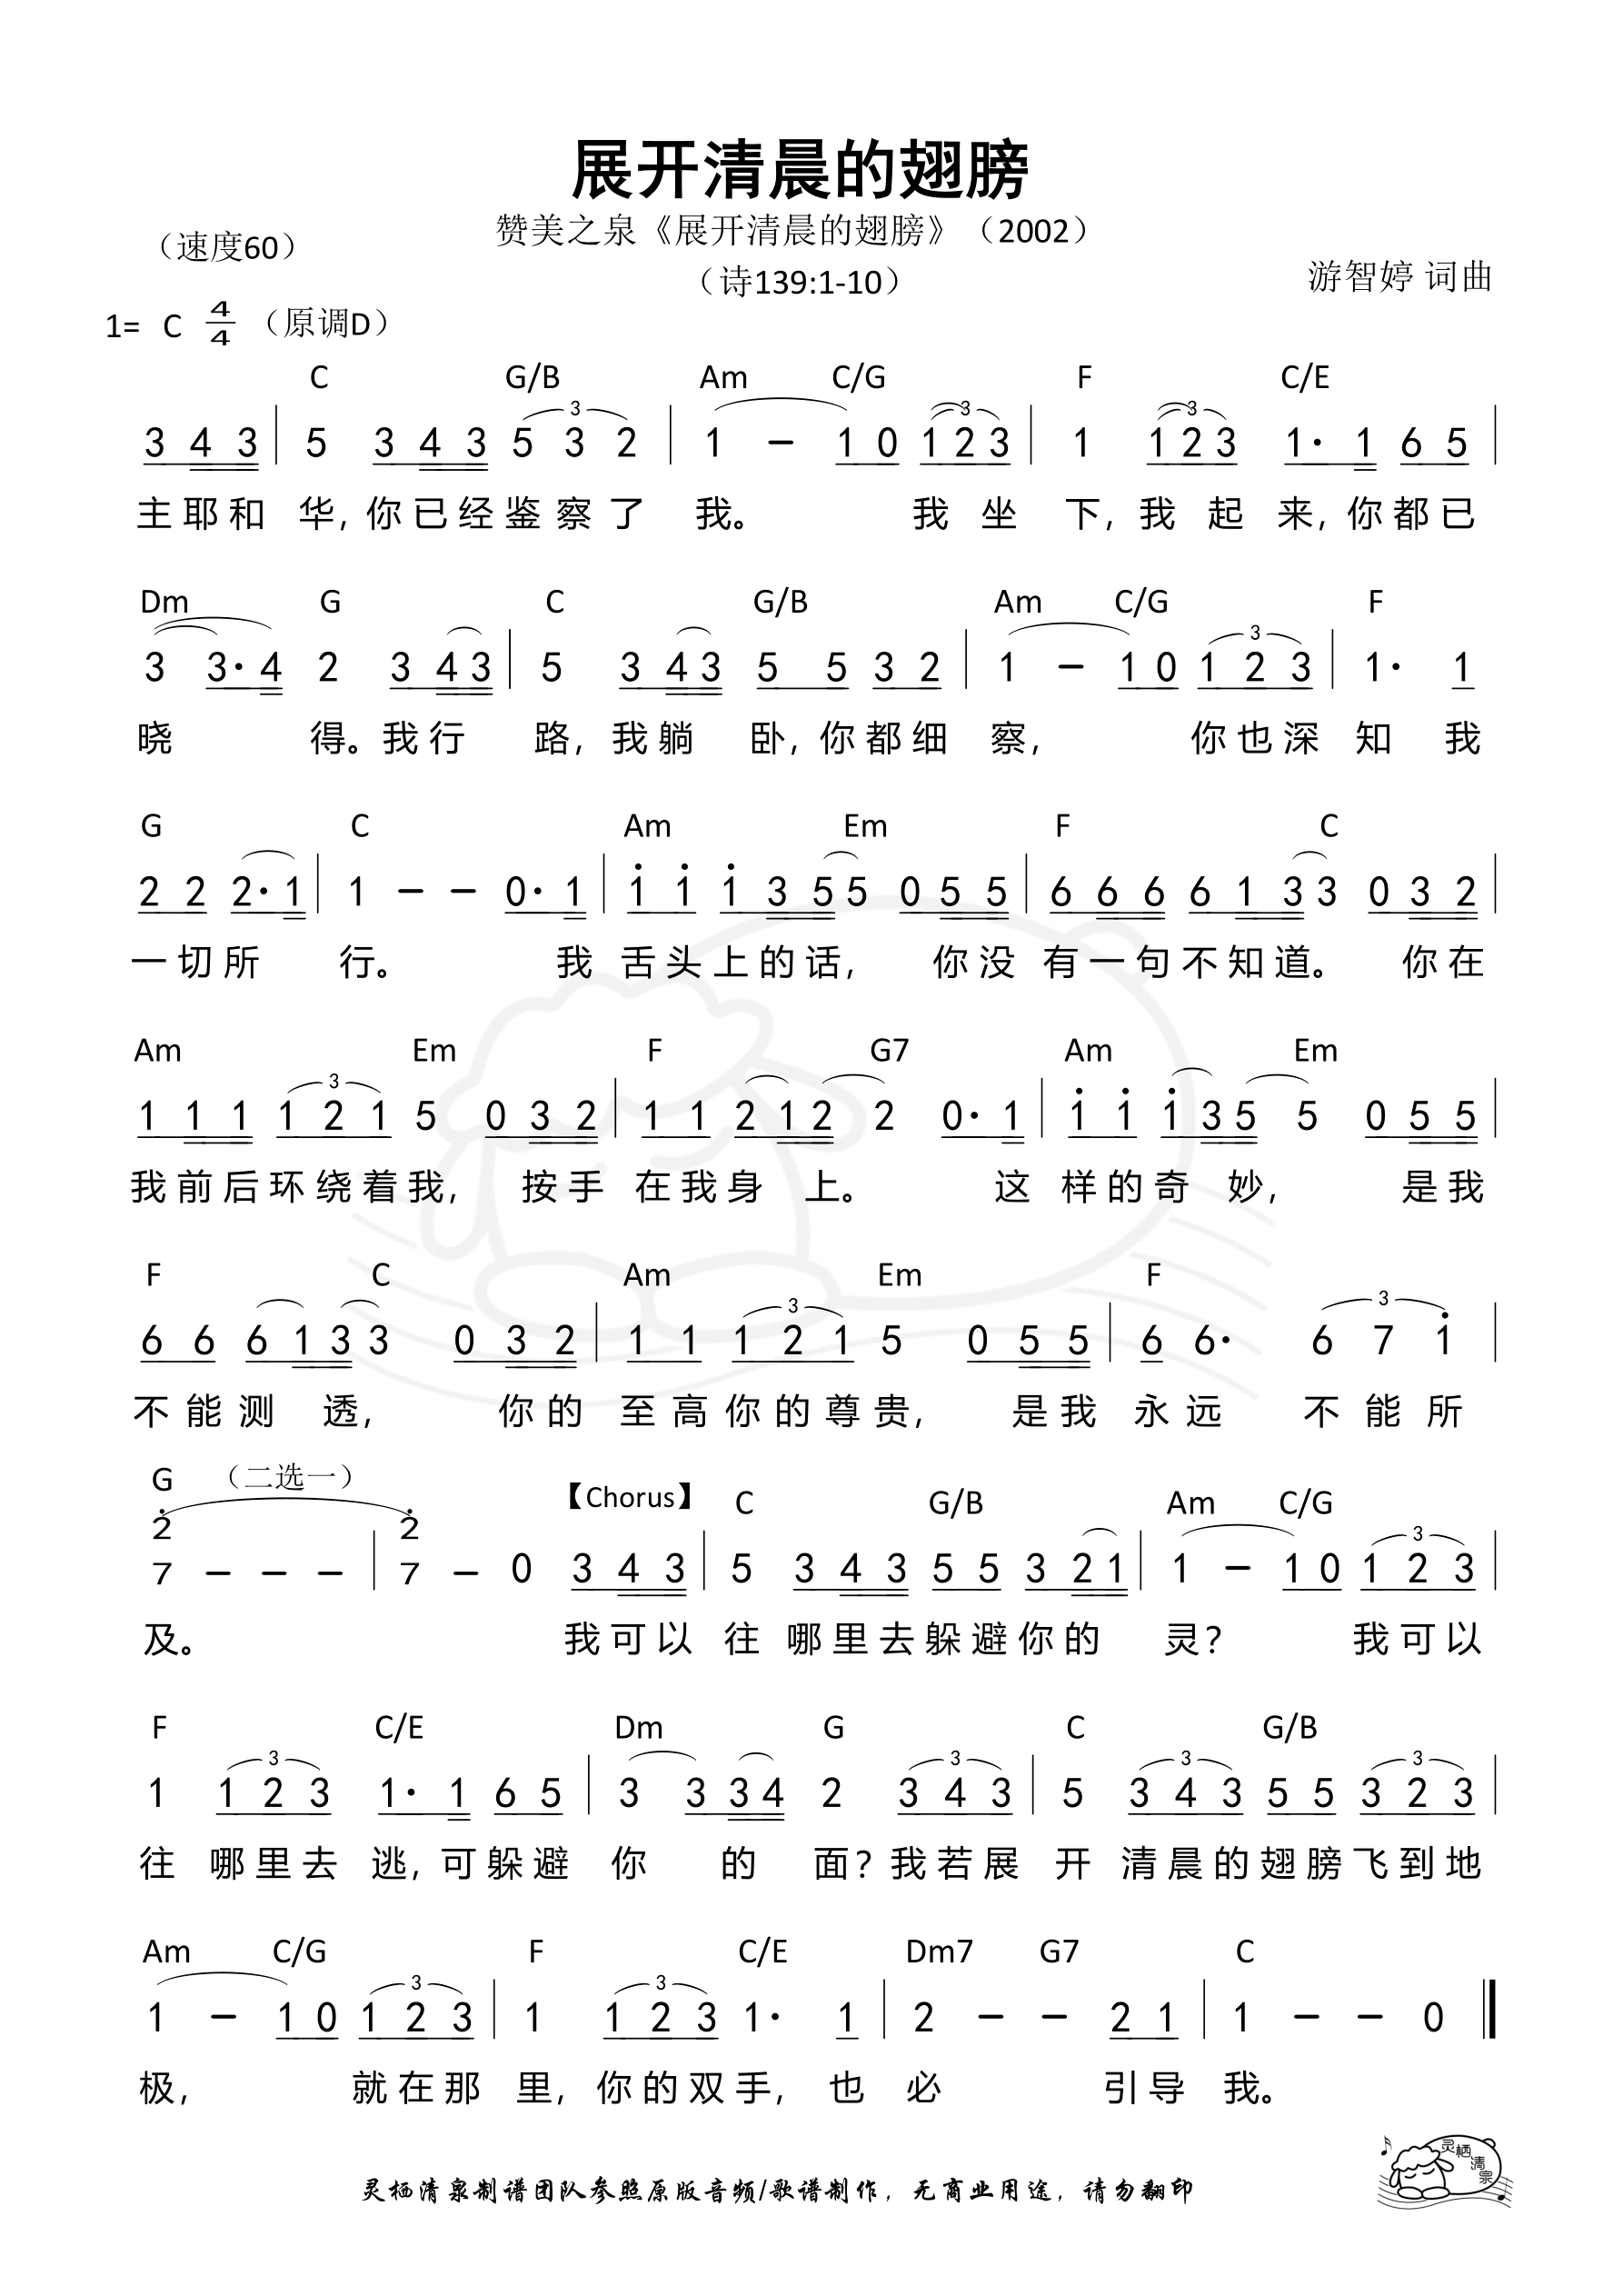 展开清晨的翅膀
赞美之泉《展开清晨的翅膀》（2002）
（速度60）
（诗139:1-10）
游智婷 词曲
1= C 4/4 （原调D）
C G/B Am C/G F C/E
3 4 3 | 5 3 4 3 5 3 2 | 1 – 1 0 1 2 3 | 1 1 2 3 1· 1 6 5 |
主耶和 华，你已经鉴察了 我。 我坐 下，我起 来，你都已
Dm G C G/B Am C/G F
3 3· 4 2 3 4 3 | 5 3 4 3 5 5 3 2 | 1 – 1 0 1 2 3 | 1· 1
晓 得。我行 路，我躺 卧，你都细 察， 你也深 知 我
G C Am Em F C
2 2 2· 1 | 1 – – 0· 1 | i i i 3 5 5 0 5 5 | 6 6 6 6 1 3 3 0 3 2 |
一切所 行。 我 舌头上的话， 你没 有一句不知道。 你在
Am Em F G7 Am Em
1 1 1 1 2 1 5 0 3 2 | 1 1 2 1 2 2 0· 1 | i i i 3 5 5 0 5 5 |
我前后环绕着我， 按手 在我身 上。 这 样的奇 妙， 是我
F C Am Em F
6 6 6 1 3 3 0 3 2 | 1 1 1 2 1 5 0 5 5 | 6 6· 6 7 i |
不能测 透， 你的 至高你的尊贵， 是我 永远 不能所
G （二选一） 【Chorus】 C G/B Am C/G
2 2
7 – – – | 7 – 0 3 4 3 | 5 3 4 3 5 5 3 2 1 | 1 – 1 0 1 2 3 |
及。 我可以 往 哪里去躲避你的 灵？ 我可以
F C/E Dm G C G/B
1 1 2 3 1· 1 6 5 | 3 3 3 4 2 3 4 3 | 5 3 4 3 5 5 3 2 3 |
往 哪里去 逃，可躲避 你 的 面？我若展 开 清晨的翅膀飞到地
Am C/G F C/E Dm7 G7 C
1 – 1 0 1 2 3 | 1 1 2 3 1· 1 | 2 – – 2 1 | 1 – – 0
极， 就在那 里，你的双手， 也 必 引导 我。
灵栖清泉制谱团队参照原版音频/歌谱制作，无商业用途，请勿翻印
灵栖清泉